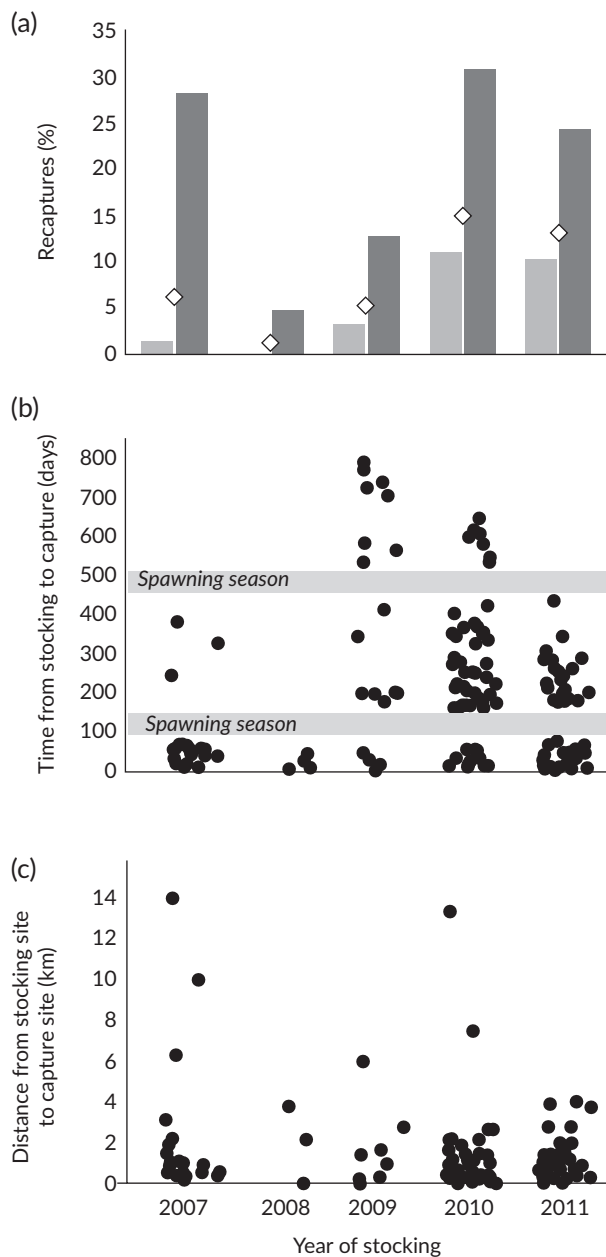 (a)
Recaptures (%)
35
30
25
20
15
10
5
0
(b)
Time from stocking to capture (days)
800
700
600
500
400
300
200
100
0
Spawning season
Spawning season
(c)
Distance from stocking site
to capture site (km)
14
12
10
8
6
4
2
0
2007 2008 2009 2010 2011
Year of stocking